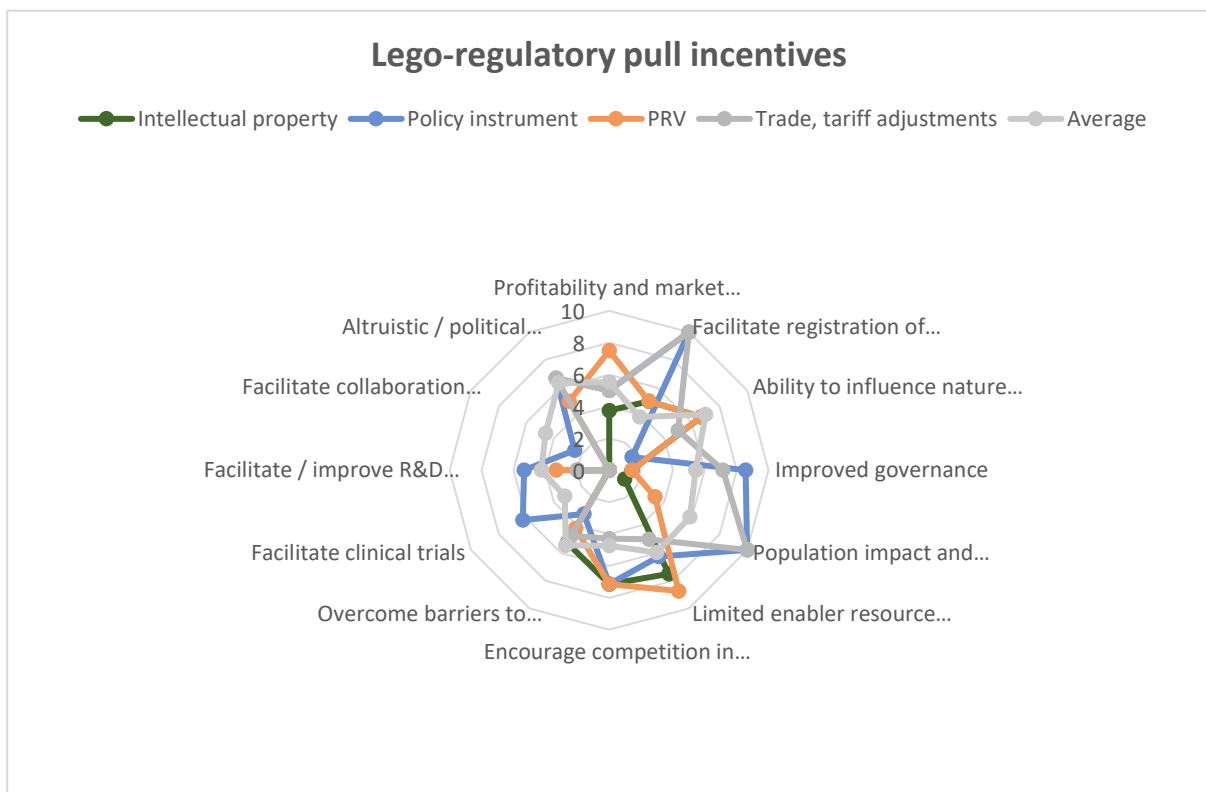 Lego-regulatory pull incentives
Intellectual property Policy instrument PRV Trade, tariff adjustments Average
Profitability and market...
10
Altruistic / political... Facilitate registration of...
8
6
Facilitate collaboration... Ability to influence nature...
4
2
Facilitate / improve R&D... 0 Improved governance
Facilitate clinical trials Population impact and...
Overcome barriers to... Limited enabler resource...
Encourage competition in...